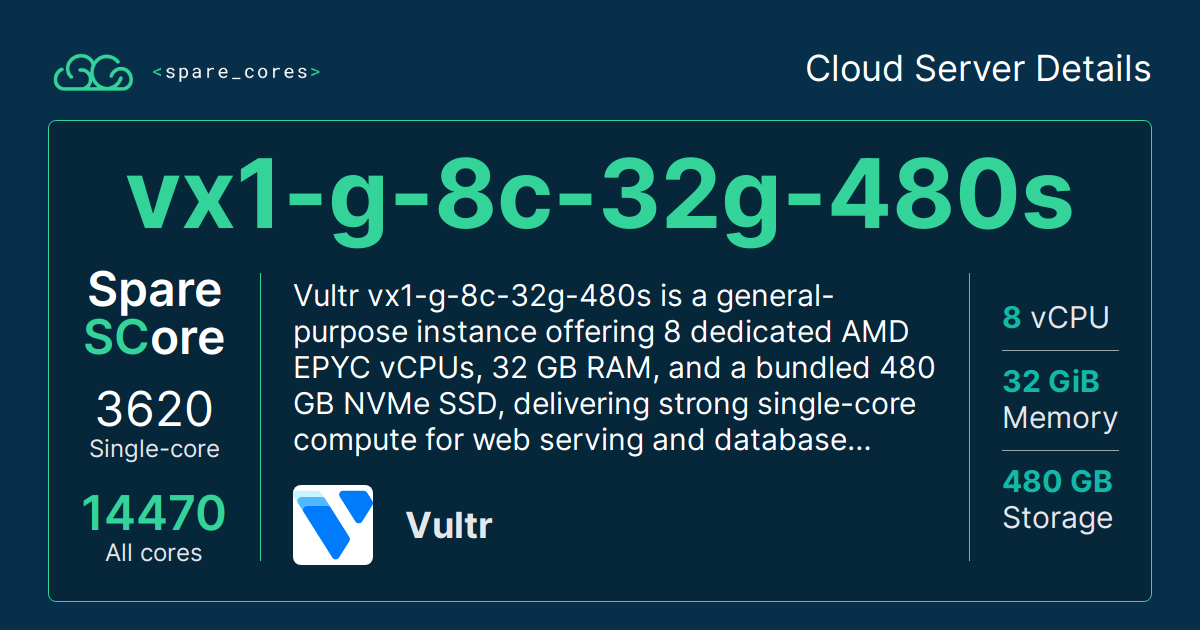 <spare_cores>
Cloud Server Details
vx1-g-8c-32g-480s
Spare
SCore
3620
Single-core
14470
All cores
Vultr vx1-g-8c-32g-480s is a general-
purpose instance offering 8 dedicated AMD
EPYC vCPUs, 32 GB RAM, and a bundled 480
GB NVMe SSD, delivering strong single-core
compute for web serving and database...
Vultr
8 vCPU
32 GiB
Memory
480 GB
Storage